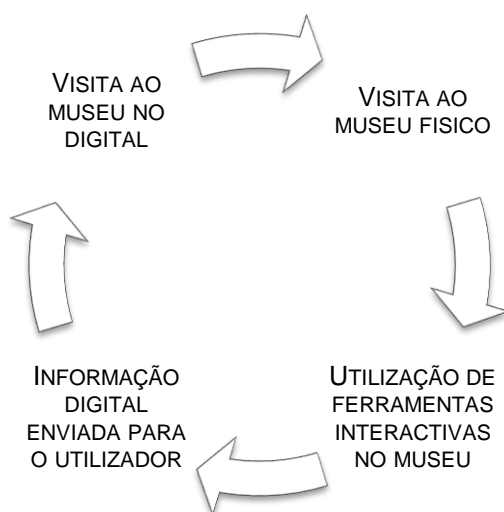 VISITA AO
MUSEU NO
DIGITAL
VISITA AO
MUSEU FISICO
UTILIZAÇÃO DE
FERRAMENTAS
INTERACTIVAS
NO MUSEU
INFORMAÇÃO
DIGITAL
ENVIADA PARA
O UTILIZADOR